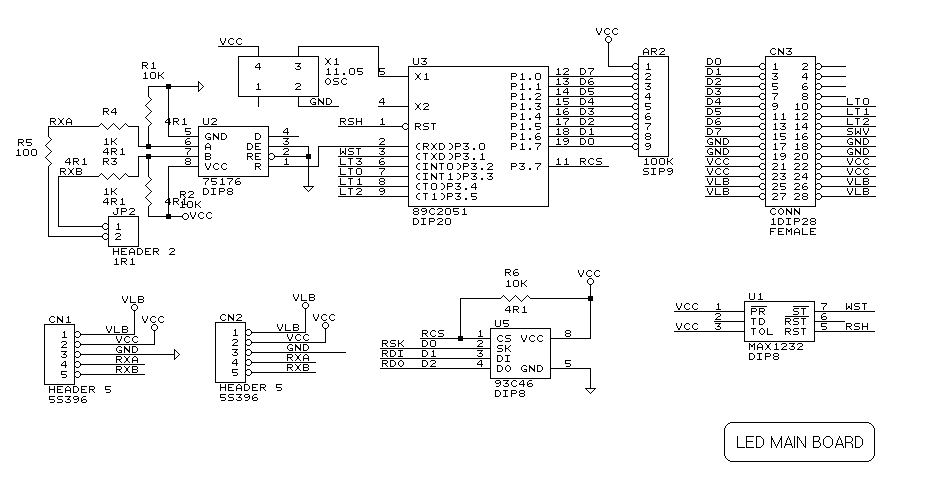 VCC
4 3
1 2
X1
11.05
OSC
GND
R1
10K
4R1
RXA
R4
1K
4R1
R5
100
4R1
RXB
R3
1K
4R1
R2
10K
4R1
VCC
JP2
1
2
HEADER 2
1R1
U2
5 GND D 4
6 A DE 3
7 B RE 2
8 VCC R 1
75176
DIP8
U3
5 X1 P1.0 12 D7
P1.1 13 D6
P1.2 14 D5
4 X2 P1.3 15 D4
P1.4 16 D3
RSH 1 RST P1.5 17 D2
P1.6 18 D1
2 (RXD)P3.0 P1.7 19 D0
WST 3 (TXD)P3.1
LT3 6 (INT0)P3.2 P3.7 11 RCS
LT0 7 (INT1)P3.3
LT1 8 (TO)P3.4
LT2 9 (T1)P3.5
89C2051
DIP20
VCC
AR2
1
2
3
4
5
6
7
8
9
100K
SIP9
CN3
D0 1 2
D1 3 4
D2 5 6
D3 7 8
D4 9 10 LT0
D5 11 12 LT1
D6 13 14 LT2
D7 15 16 SWV
GND 17 18 GND
GND 19 20 GND
VCC 21 22 VCC
VCC 23 24 VCC
VLB 25 26 VLB
VLB 27 28 VLB
CONN
1DIP28
FEMALE
VLB
VCC
CN1
1 VLB
2 VCC
3 GND
4 RXA
5 RXB
HEADER 5
5S396
VLB
VCC
CN2
1 VLB
2 VCC
3 GND
4 RXA
5 RXB
HEADER 5
5S396
R6
10K
4R1
VCC
U5
RCS 1 CS VCC 8
RSK D0 2 SK
RDI D1 3 DI
RDO D2 4 DO GND 5
93C46
DIP8
U1
VCC 1 PR ST 7 WST
2 TD RST 6
VCC 3 TOL RST 5 RSH
MAX1232
DIP8
LED MAIN BOARD